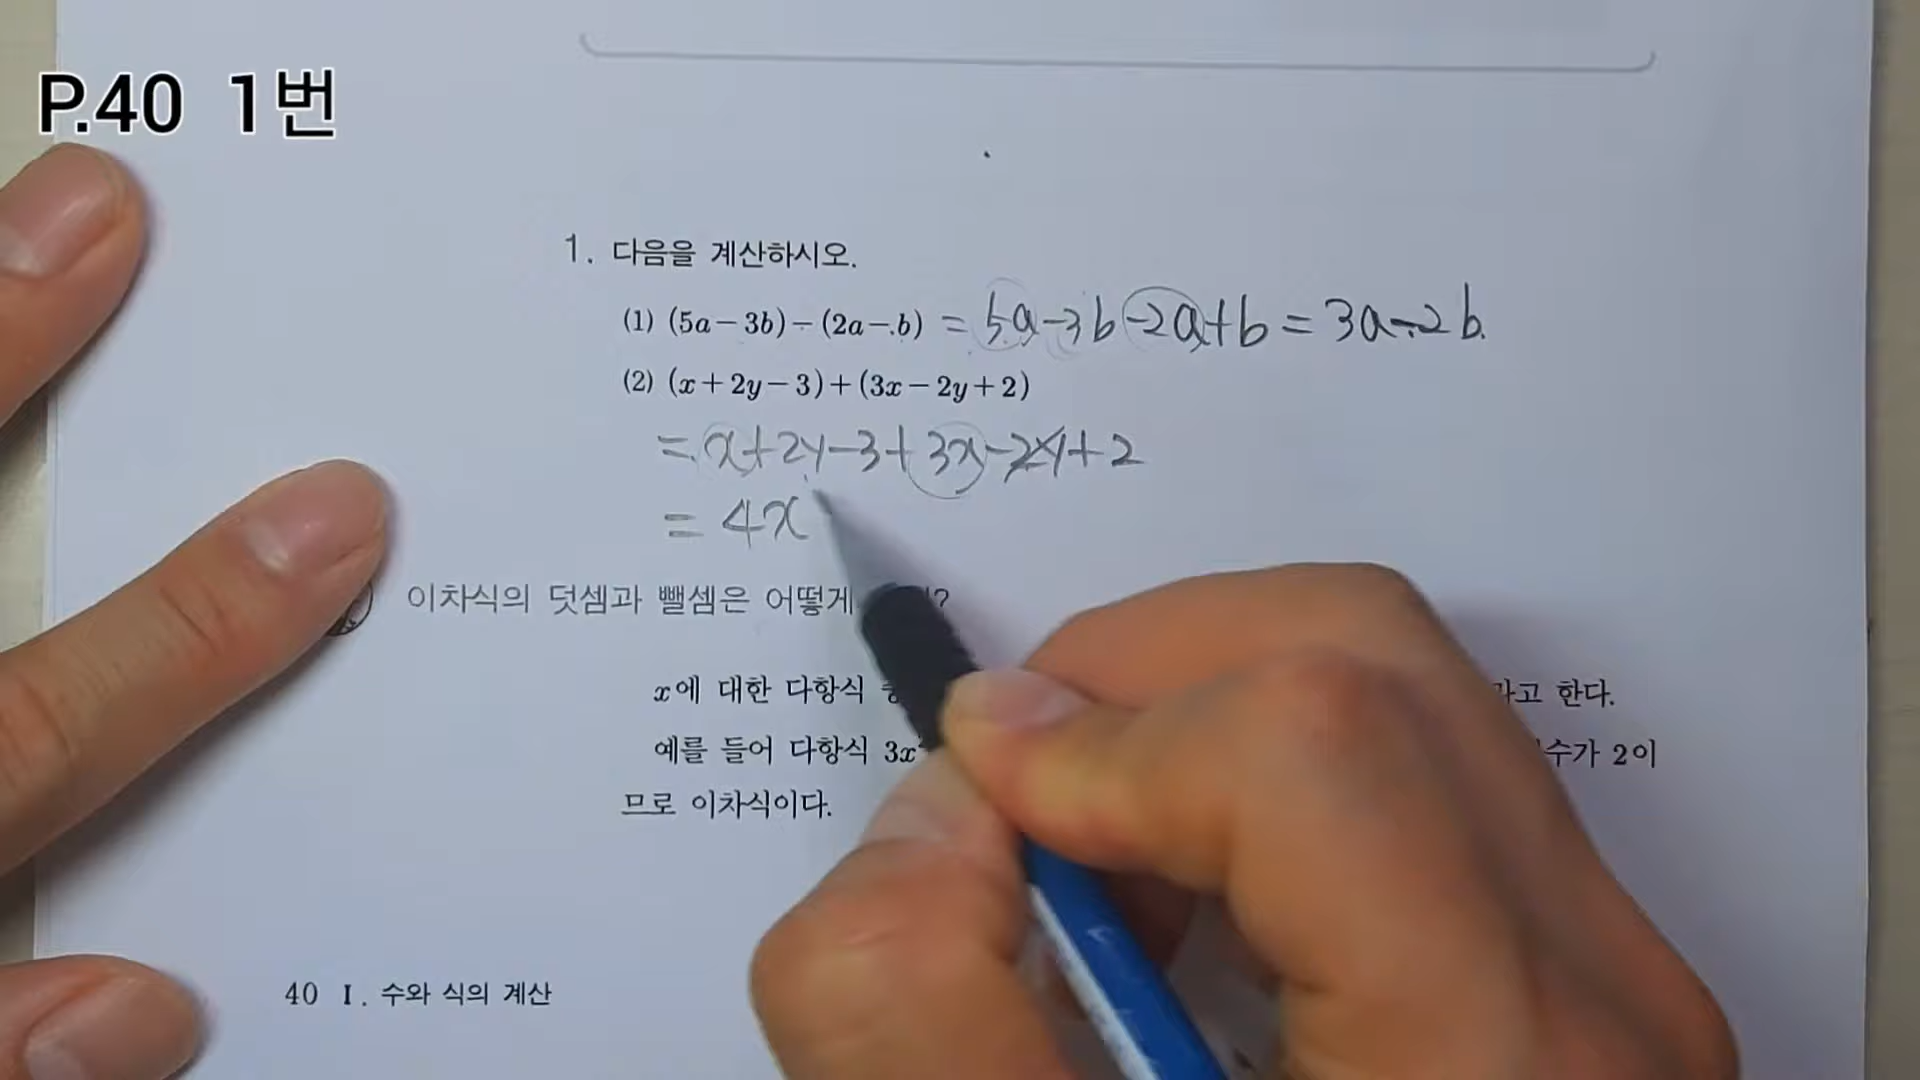 P.40 1번
1. 다음을 계산하시오.
(1) (5a-3b)-(2a-b) = 5a-3b-2a+b = 3a-2b.
(2) (x+2y-3)+(3x-2y+2)
= x+2y-3+3x-2y+2
= 4x
이차식의 덧셈과 뺄셈은 어떻게 ?
x에 대한 다항식 고 한다.
예를 들어 다항식 3x 수가 2이
므로 이차식이다.
40 I. 수와 식의 계산